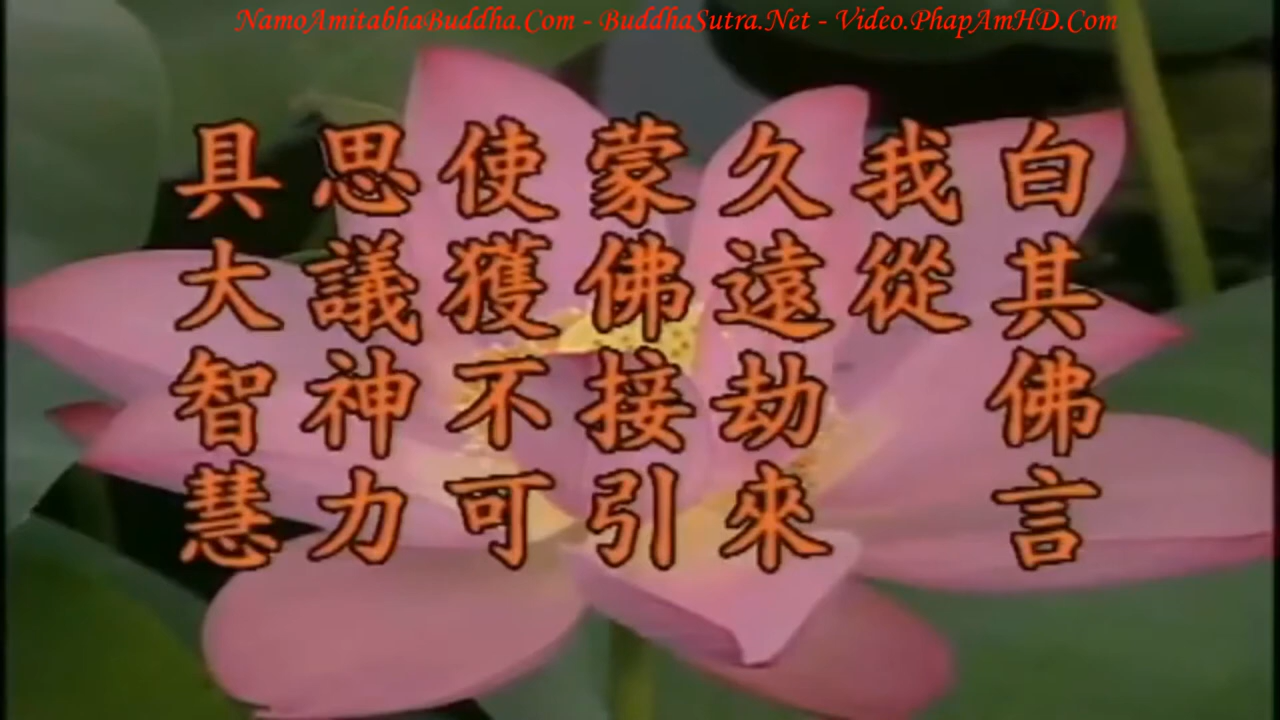 NamoAmitabhaBuddha.Com - BuddhaSutra.Net - Video.PhapAmHD.Com
白其佛言
我從
久遠劫來
蒙佛接引
使獲不可
思議神力
具大智慧